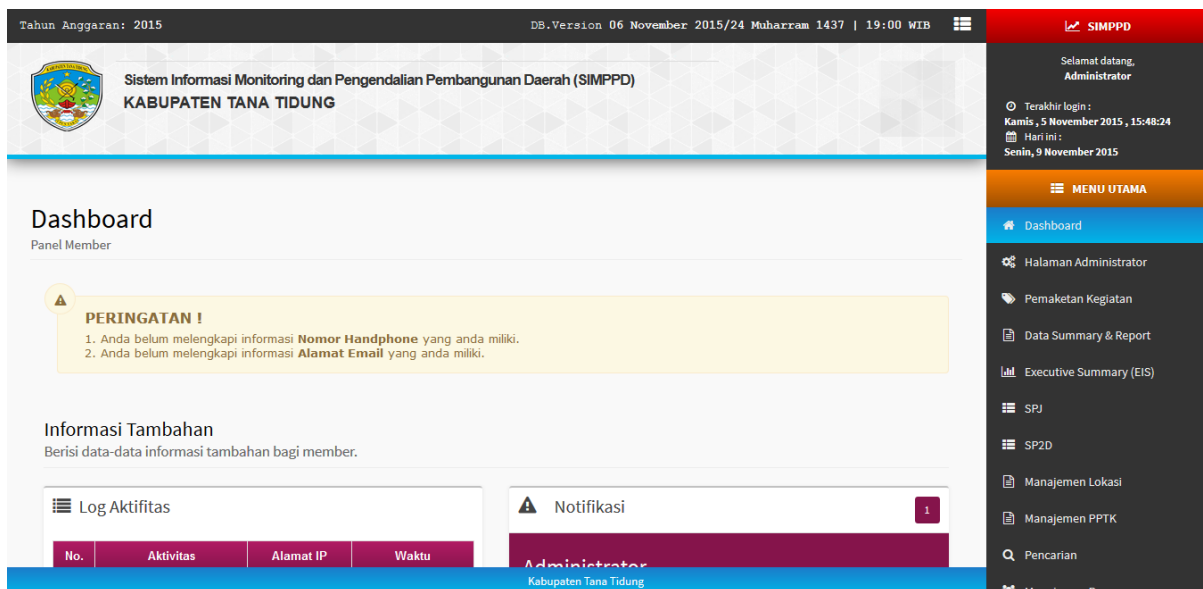 Tahun Anggaran: 2015
DB.Version 06 November 2015/24 Muharram 1437 | 19:00 WIB
Sistem Informasi Monitoring dan Pengendalian Pembangunan Daerah (SIMPPD)
KABUPATEN TANA TIDUNG
Dashboard
Panel Member
PERINGATAN !
1. Anda belum melengkapi informasi Nomor Handphone yang anda miliki.
2. Anda belum melengkapi informasi Alamat Email yang anda miliki.
Informasi Tambahan
Berisi data-data informasi tambahan bagi member.
Log Aktifitas
No. Aktivitas Alamat IP Waktu
Notifikasi 1
Administrator
Kabupaten Tana Tidung
SIMPPD
Selamat datang,
Administrator
Terakhir login :
Kamis , 5 November 2015 , 15:48:24
Hari ini :
Senin, 9 November 2015
MENU UTAMA
Dashboard
Halaman Administrator
Pemaketan Kegiatan
Data Summary & Report
Executive Summary (EIS)
SPJ
SP2D
Manajemen Lokasi
Manajemen PPTK
Pencarian